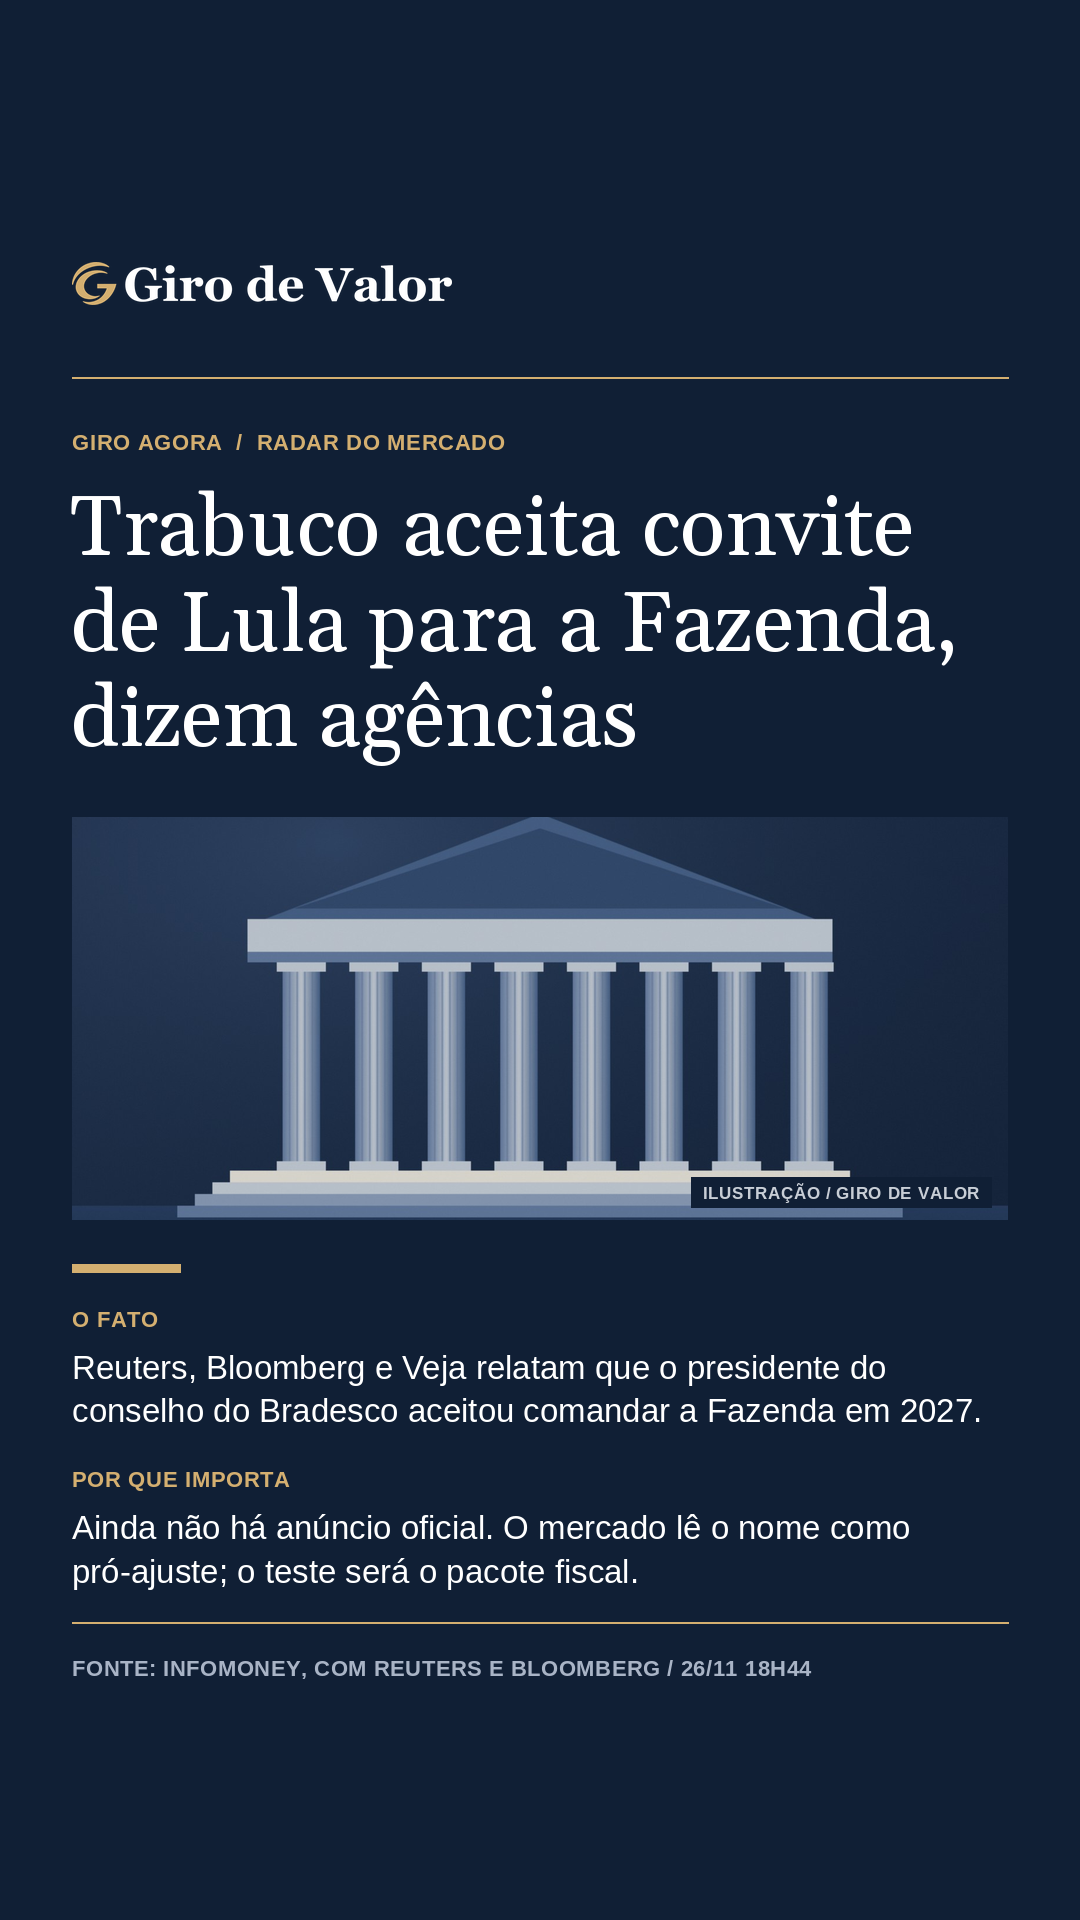 Giro de Valor
GIRO AGORA / RADAR DO MERCADO
Trabuco aceita convite
de Lula para a Fazenda,
dizem agências
ILUSTRAÇÃO / GIRO DE VALOR
O FATO
Reuters, Bloomberg e Veja relatam que o presidente do
conselho do Bradesco aceitou comandar a Fazenda em 2027.
POR QUE IMPORTA
Ainda não há anúncio oficial. O mercado lê o nome como
pró-ajuste; o teste será o pacote fiscal.
FONTE: INFOMONEY, COM REUTERS E BLOOMBERG / 26/11 18H44